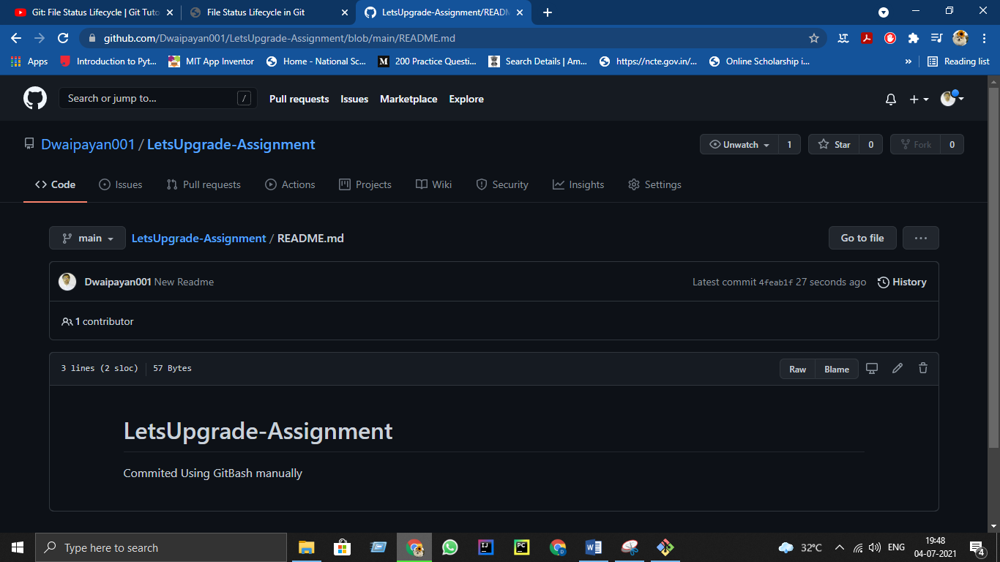 Git: File Status Lifecycle | Git Tuto
File Status Lifecycle in Git
LetsUpgrade-Assignment/READM
github.com/Dwaipayan001/LetsUpgrade-Assignment/blob/main/README.md
Apps
Introduction to Pyt...
MIT App Inventor
Home - National Sc...
200 Practice Questi...
Search Details | Am...
https://ncte.gov.in/...
Online Scholarship i...
»
Reading list
Search or jump to...
/
Pull requests
Issues
Marketplace
Explore
Dwaipayan001 / LetsUpgrade-Assignment
Unwatch 1
Star 0
Fork 0
Code
Issues
Pull requests
Actions
Projects
Wiki
Security
Insights
Settings
main
LetsUpgrade-Assignment / README.md
Go to file
...
Dwaipayan001 New Readme
Latest commit 4feab1f 27 seconds ago
History
1 contributor
3 lines (2 sloc)
57 Bytes
Raw
Blame
LetsUpgrade-Assignment
Commited Using GitBash manually
Type here to search
32°C
ENG
19:48
04-07-2021
4